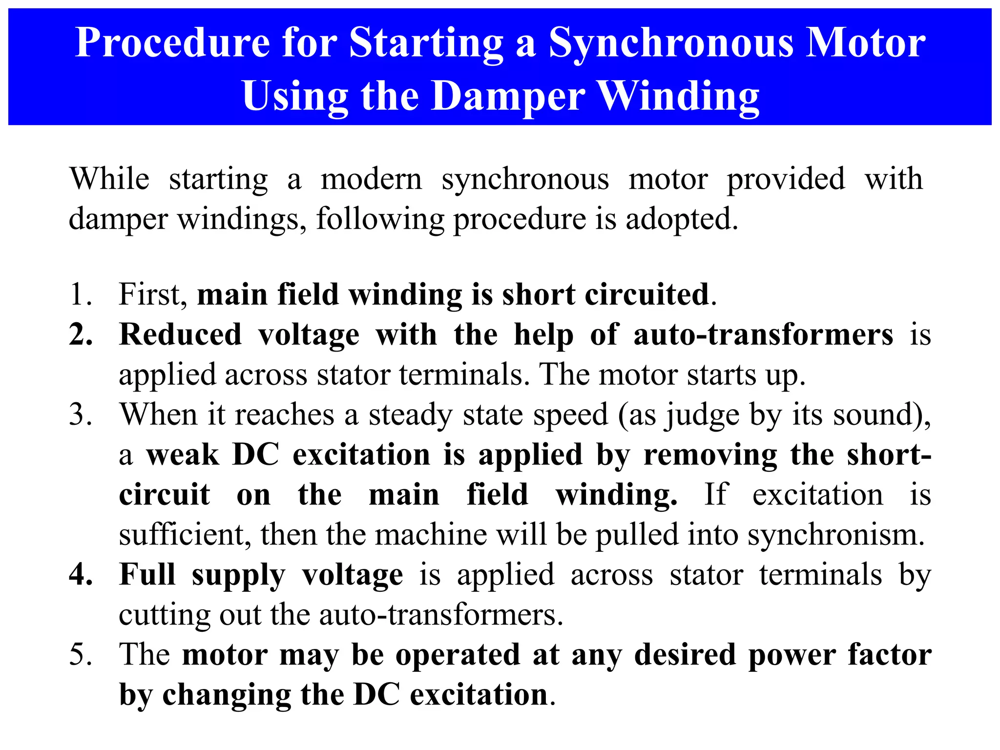 Procedure for Starting a Synchronous Motor
Using the Damper Winding
While starting a modern synchronous motor provided with
damper windings, following procedure is adopted.
1. First, main field winding is short circuited.
2. Reduced voltage with the help of auto-transformers is
applied across stator terminals. The motor starts up.
3. When it reaches a steady state speed (as judge by its sound),
a weak DC excitation is applied by removing the short-
circuit on the main field winding. If excitation is
sufficient, then the machine will be pulled into synchronism.
4. Full supply voltage is applied across stator terminals by
cutting out the auto-transformers.
5. The motor may be operated at any desired power factor
by changing the DC excitation.